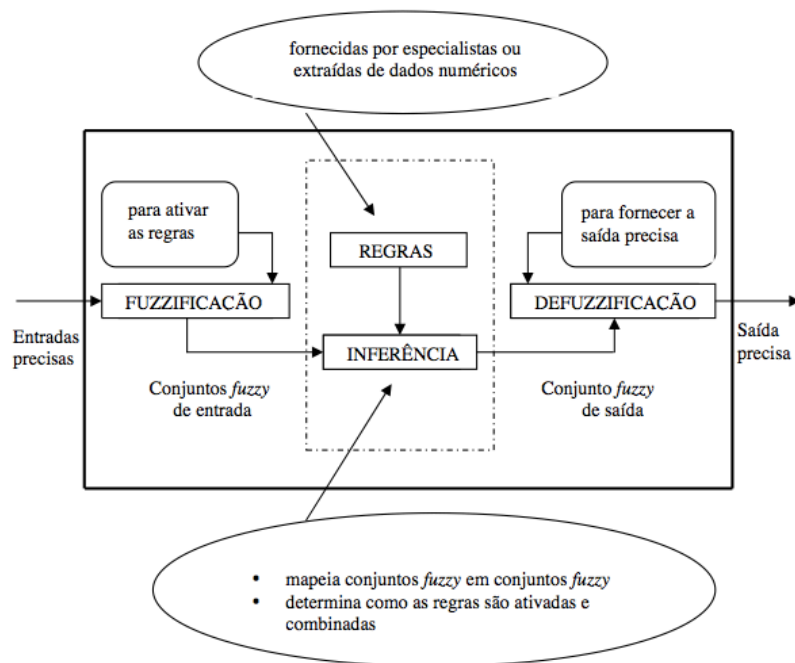 fornecidas por especialistas ou
extraídas de dados numéricos
para ativar
as regras
para fornecer a
saída precisa
REGRAS
FUZZIFICAÇÃO
DEFUZZIFICAÇÃO
Entradas
precisas
INFERÊNCIA
Saída
precisa
Conjuntos fuzzy
de entrada
Conjunto fuzzy
de saída
• mapeia conjuntos fuzzy em conjuntos fuzzy
• determina como as regras são ativadas e
combinadas